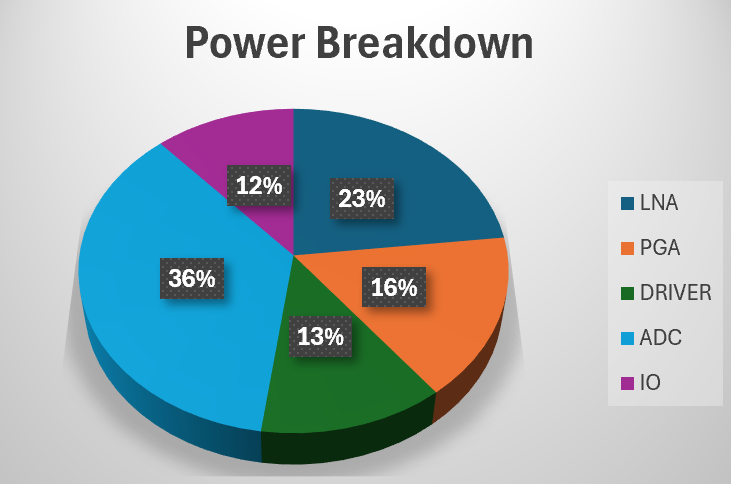 Power Breakdown
12%
23%
36%
16%
13%
LNA
PGA
DRIVER
ADC
IO